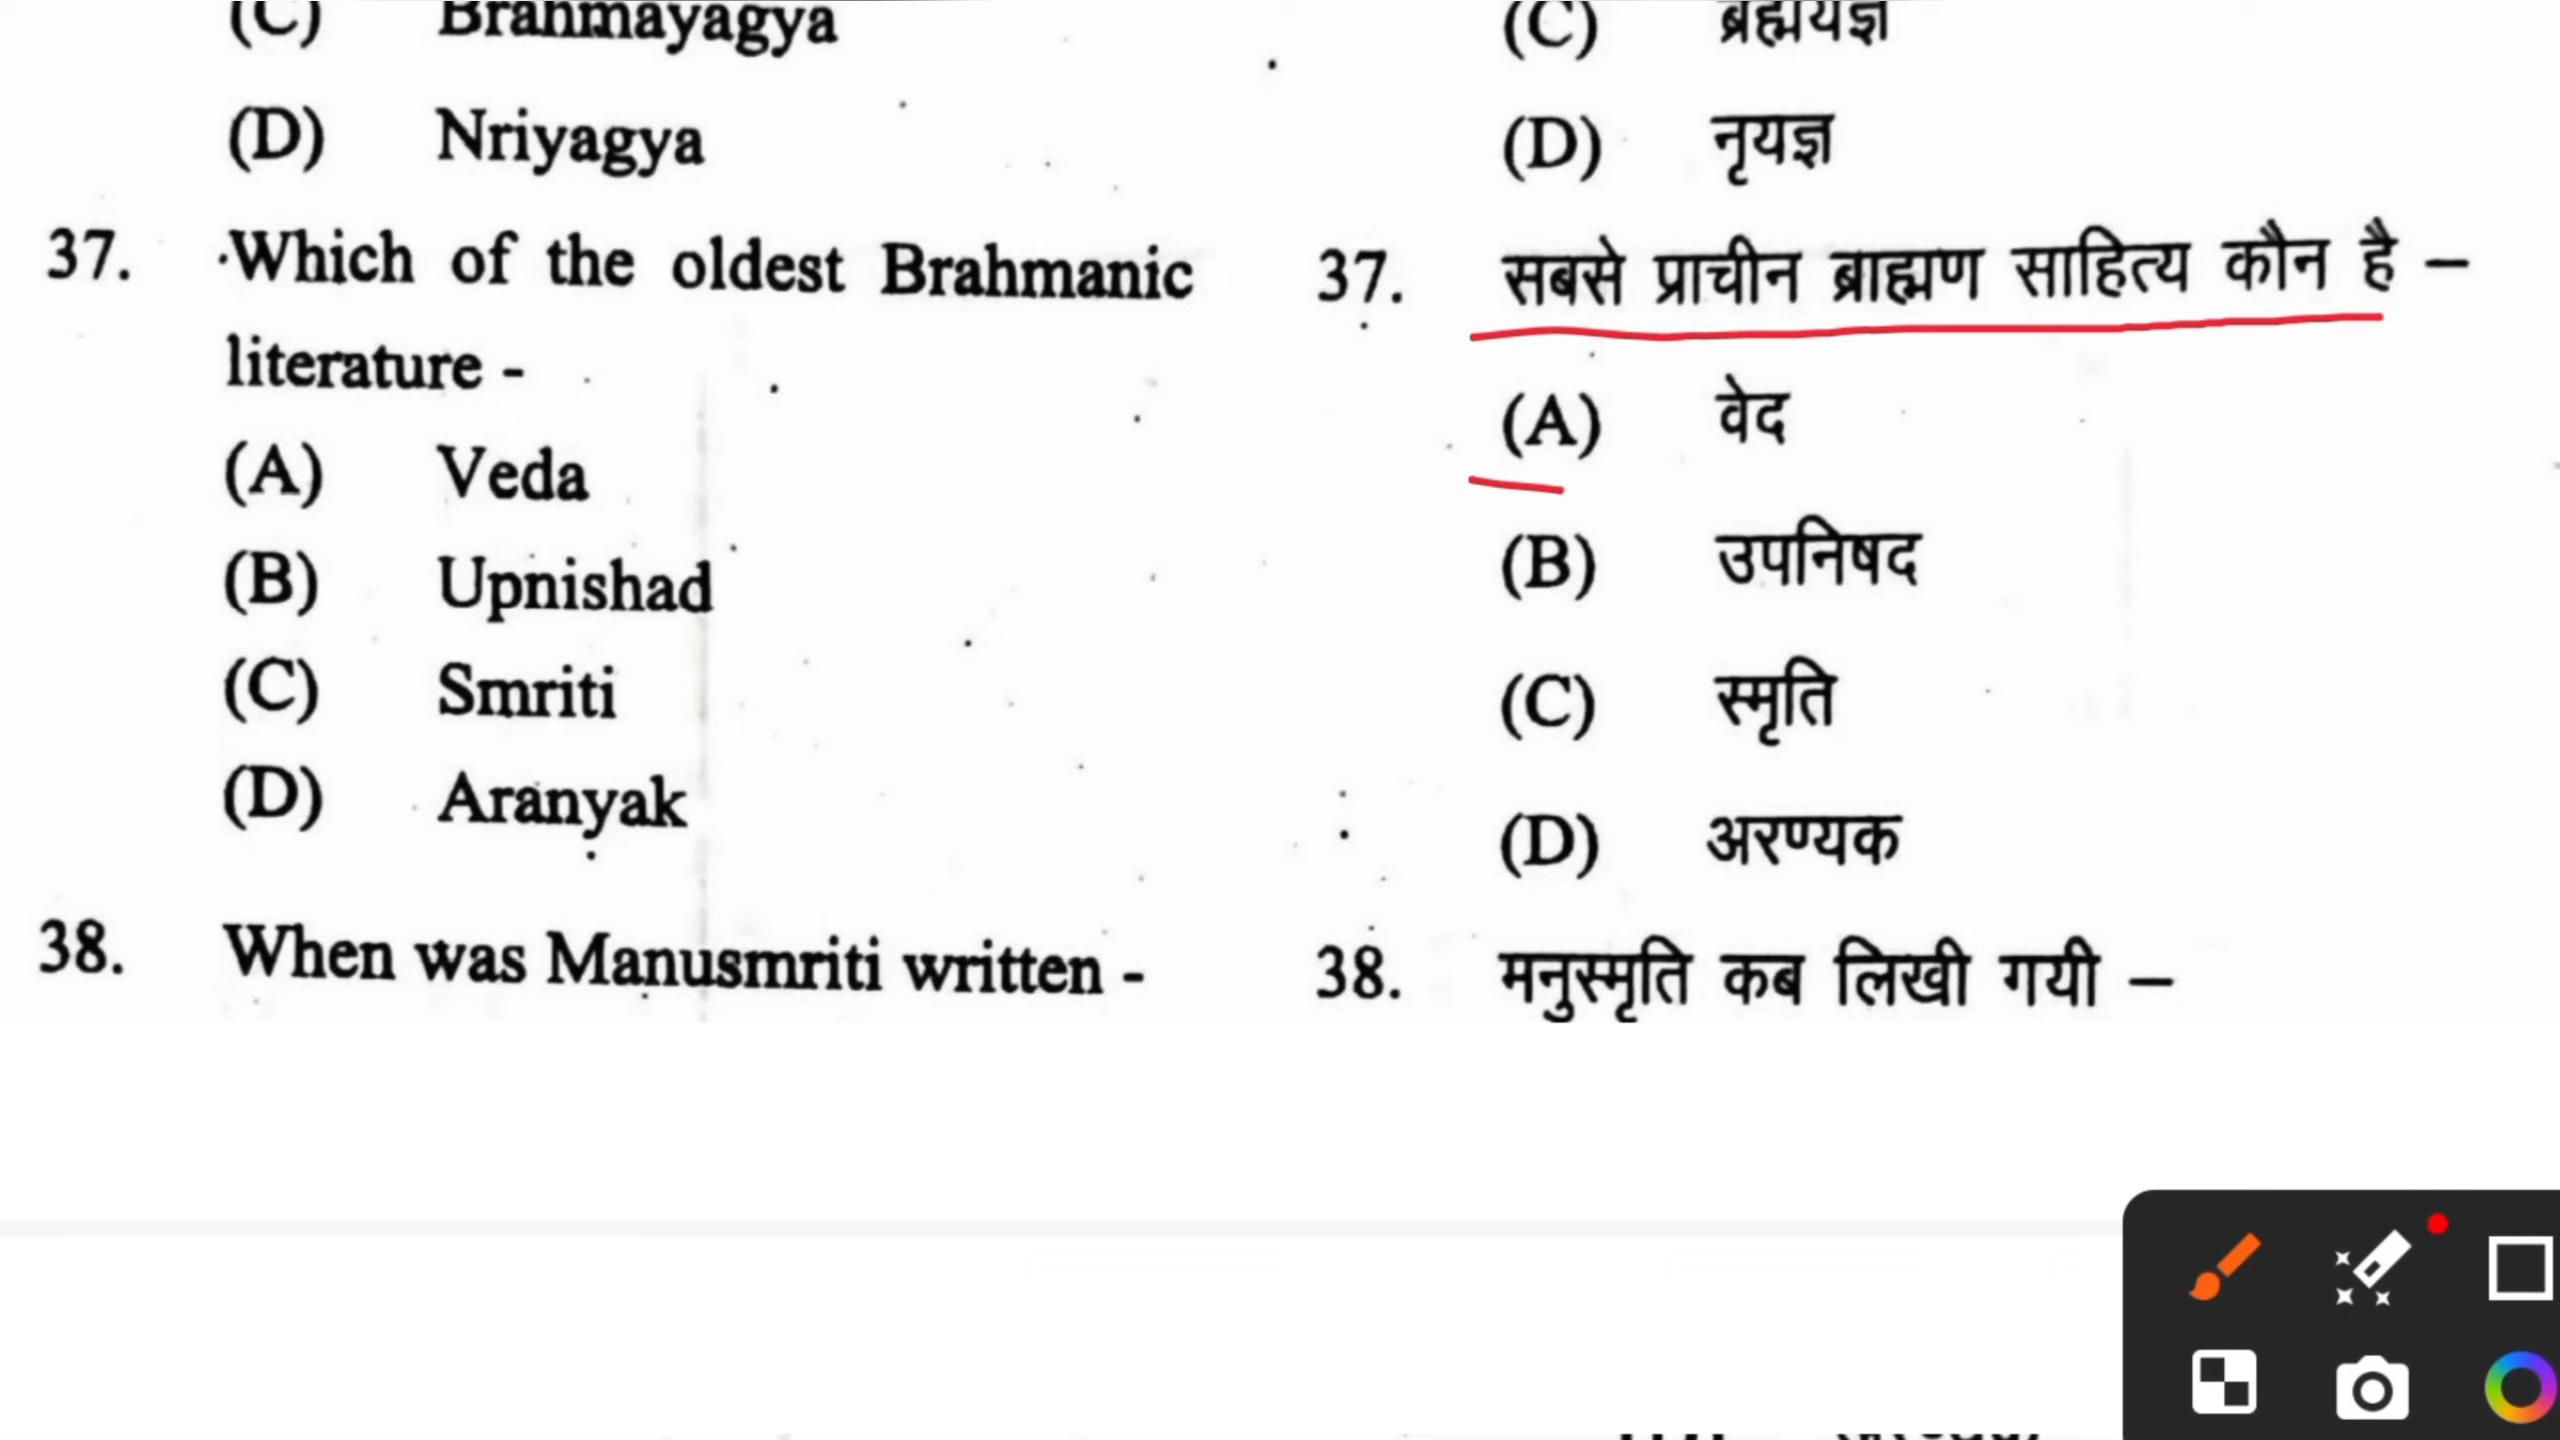 (C) Brahmayagya
(D) Nriyagya
37. Which of the oldest Brahmanic
literature -
(A) Veda
(B) Upnishad
(C) Smriti
(D) Aranyak
38. When was Manusmriti written -
(C) ब्रह्मयज्ञ
(D) नृयज्ञ
37. सबसे प्राचीन ब्राह्मण साहित्य कौन है –
(A) वेद
(B) उपनिषद
(C) स्मृति
(D) अरण्यक
38. मनुस्मृति कब लिखी गयी –